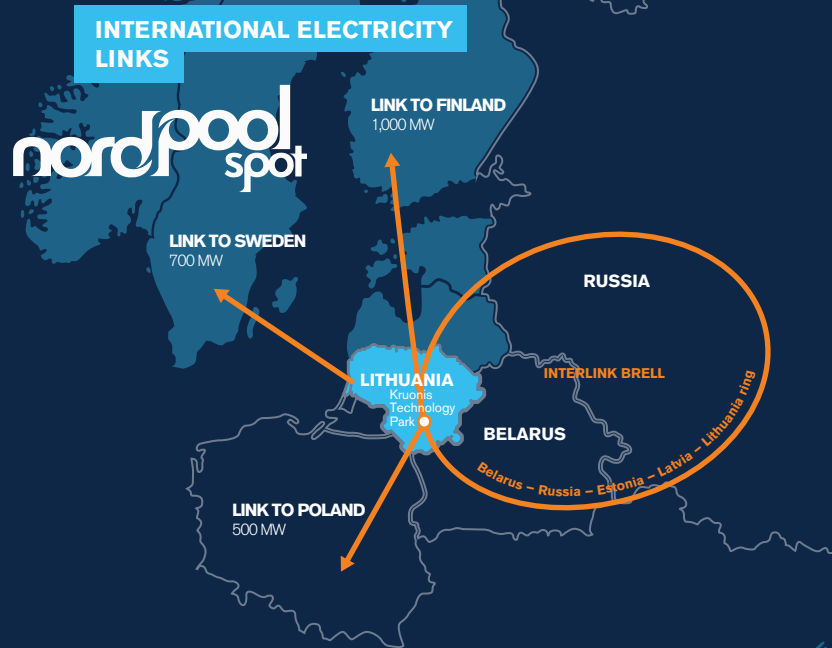 INTERNATIONAL ELECTRICITY
LINKS
nordpool
spot
LINK TO FINLAND
1,000 MW
LINK TO SWEDEN
700 MW
RUSSIA
INTERLINK BRELL
LITHUANIA
Kruonis
Technology
Park
BELARUS
Belarus – Russia – Estonia – Latvia – Lithuania ring
LINK TO POLAND
500 MW